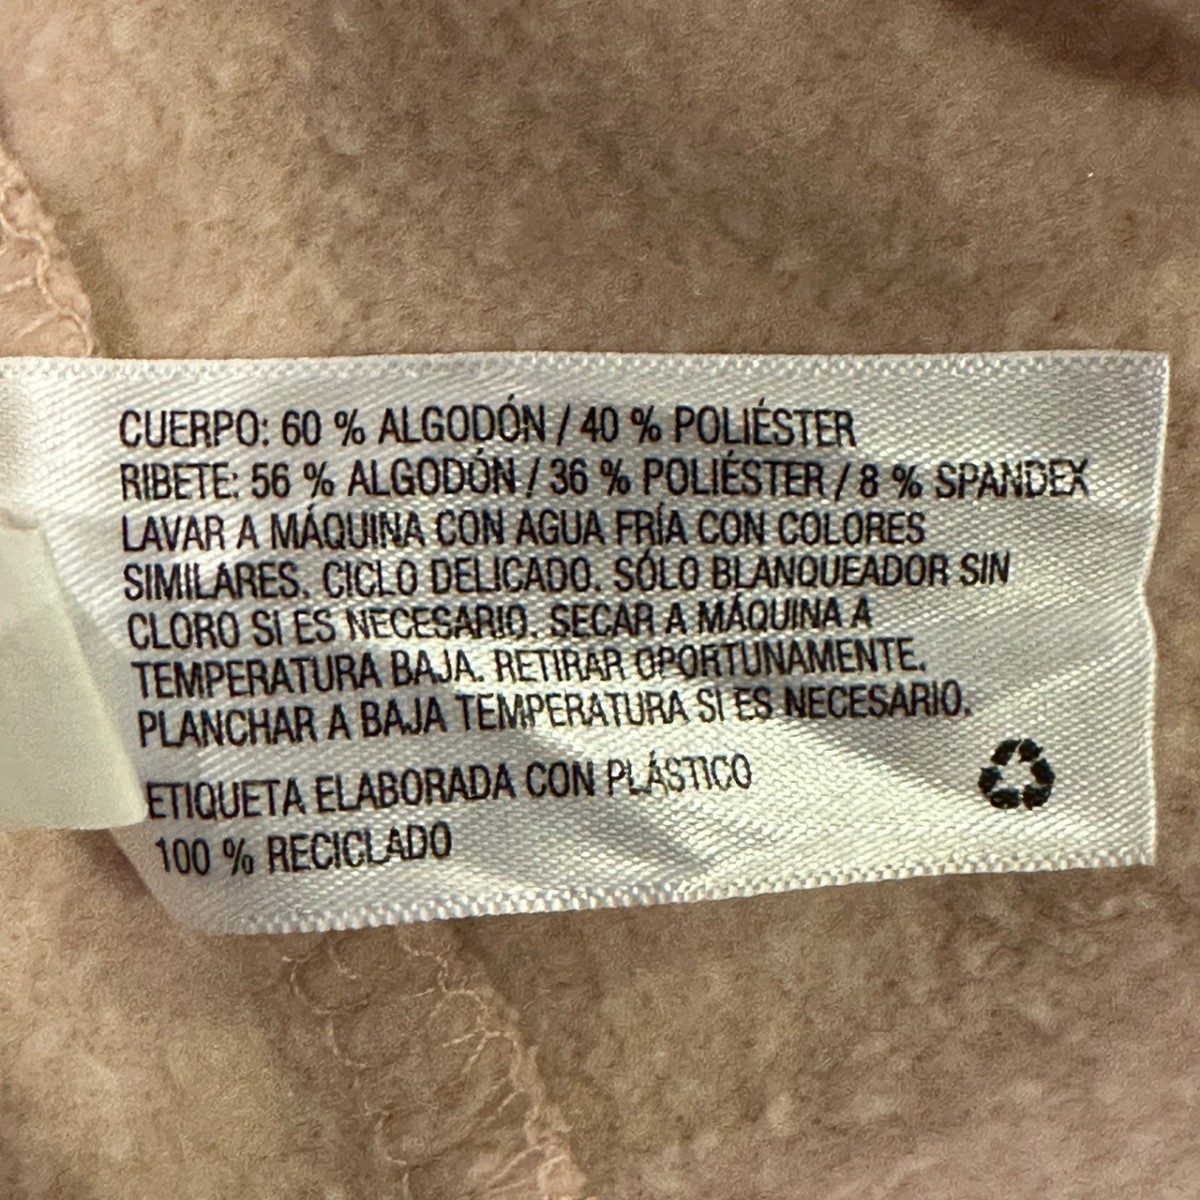 CUERPO: 60 % ALGODÓN / 40 % POLIÉSTER
RIBETE: 56 % ALGODÓN / 36 % POLIÉSTER / 8 % SPANDEX
LAVAR A MÁQUINA CON AGUA FRÍA CON COLORES
SIMILARES. CICLO DELICADO. SÓLO BLANQUEADOR SIN
CLORO SI ES NECESARIO. SECAR A MÁQUINA A
TEMPERATURA BAJA. RETIRAR OPORTUNAMENTE.
PLANCHAR A BAJA TEMPERATURA SI ES NECESARIO.
ETIQUETA ELABORADA CON PLÁSTICO
100 % RECICLADO